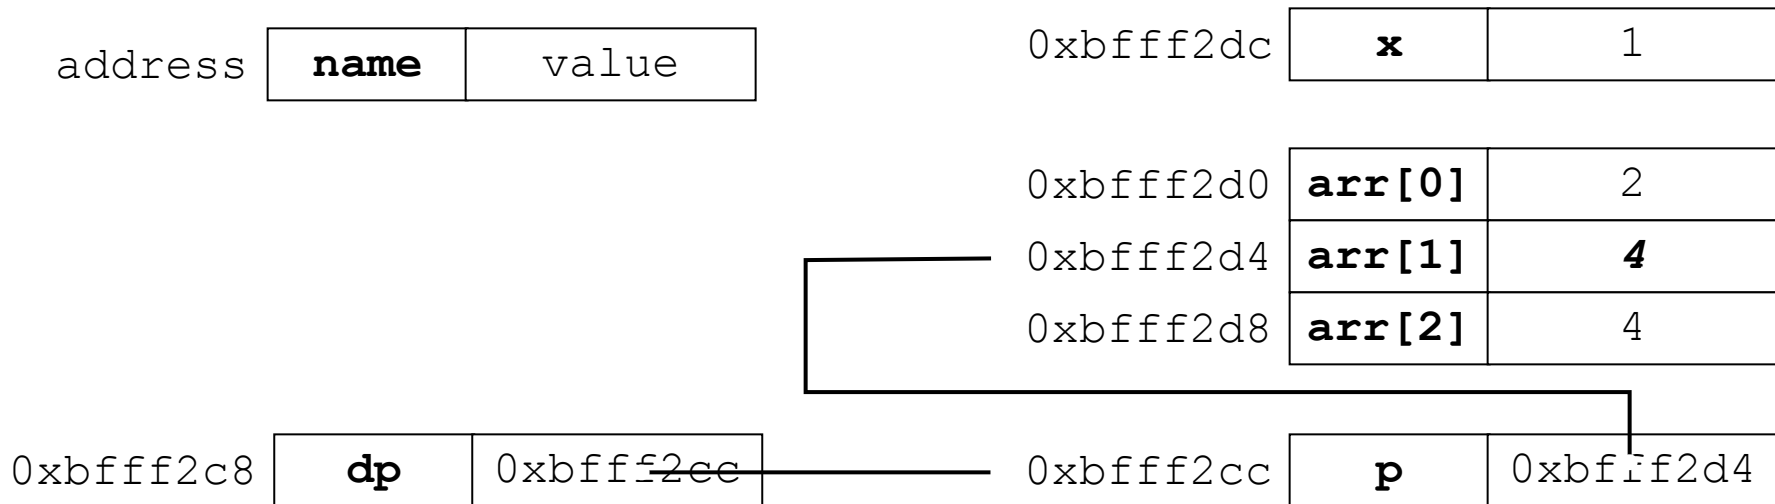 address name value
0xbfff2dc x 1
0xbfff2d0 arr[0] 2
0xbfff2d4 arr[1] 4
0xbfff2d8 arr[2] 4
0xbfff2c8 dp 0xbfff2cc
0xbfff2cc p 0xbfff2d4